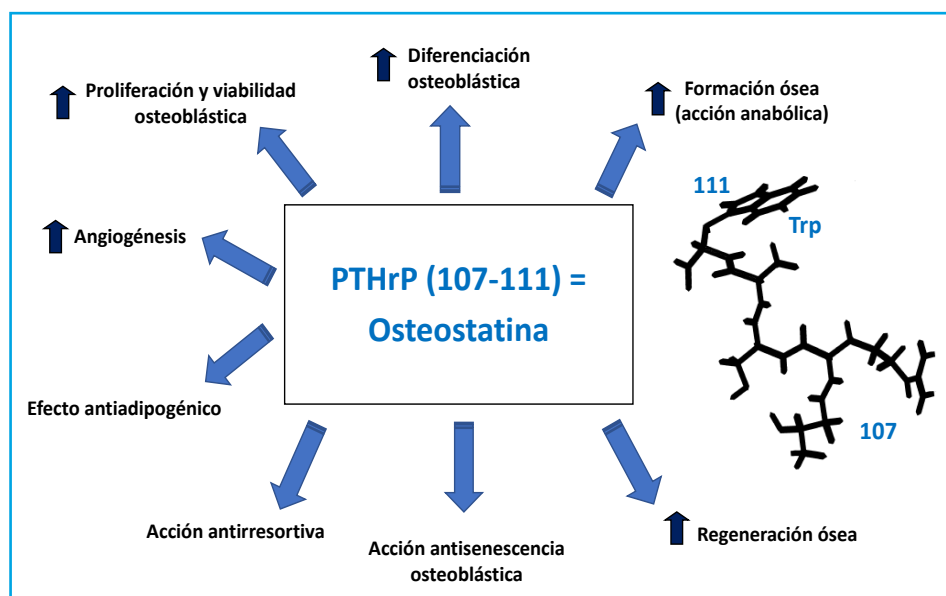 Diferenciación
osteoblástica
Proliferación y viabilidad
osteoblástica
Formación ósea
(acción anabólica)
111
Trp
Angiogénesis
PTHrP (107-111) =
Osteostatina
Efecto antiadipogénico
107
Acción antirresortiva
Acción antisenescencia
osteoblástica
Regeneración ósea